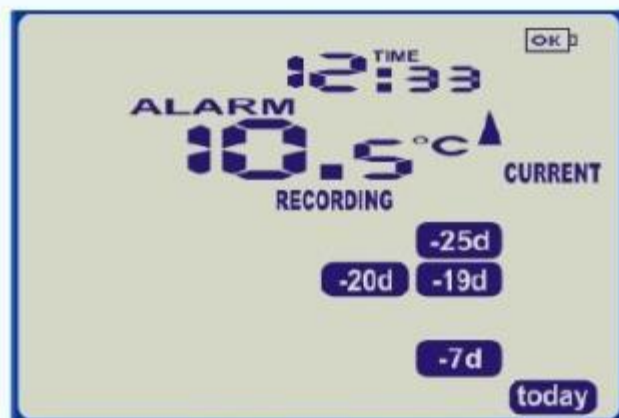 OK
TIME
12:33
ALARM
10.5 °C
CURRENT
RECORDING
-25d
-20d -19d
-7d
today